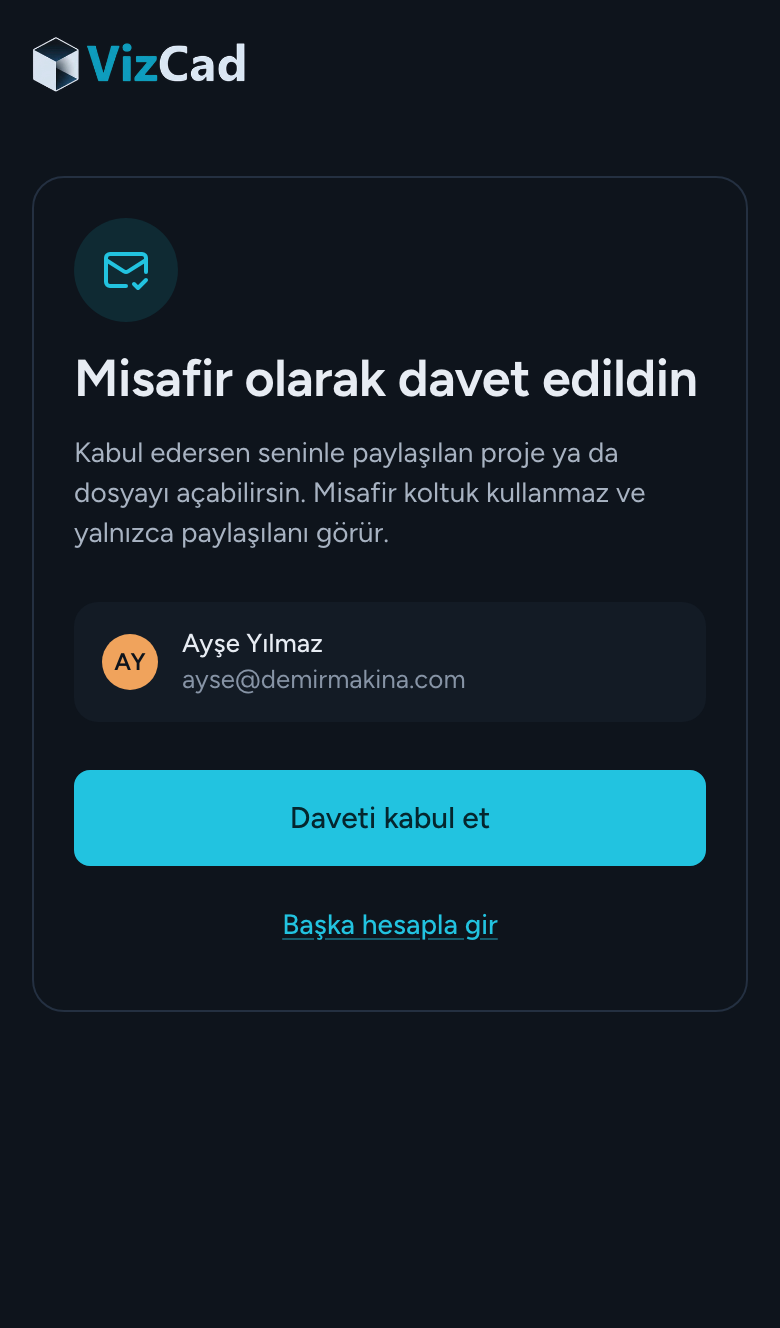 VizCad
Misafir olarak davet edildin
Kabul edersen seninle paylaşılan proje ya da
dosyayı açabilirsin. Misafir koltuk kullanmaz ve
yalnızca paylaşılanı görür.
AY
Ayşe Yılmaz
ayse@demirmakina.com
Daveti kabul et
Başka hesapla gir